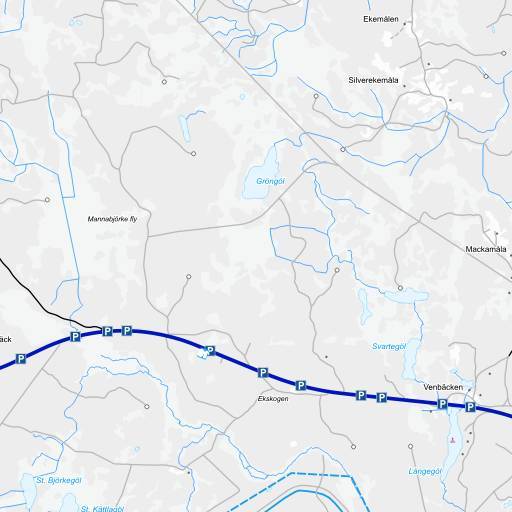 Ekemålen
Silverekemåla
Gröngöl
Mannabjörke fly
Mackamåla
äck
P
P
P
P
P
P
P
P
P
P
P
Svartegöl
Venbäcken
Ekskogen
Långegöl
St. Björkegöl
St. Kättlagöl